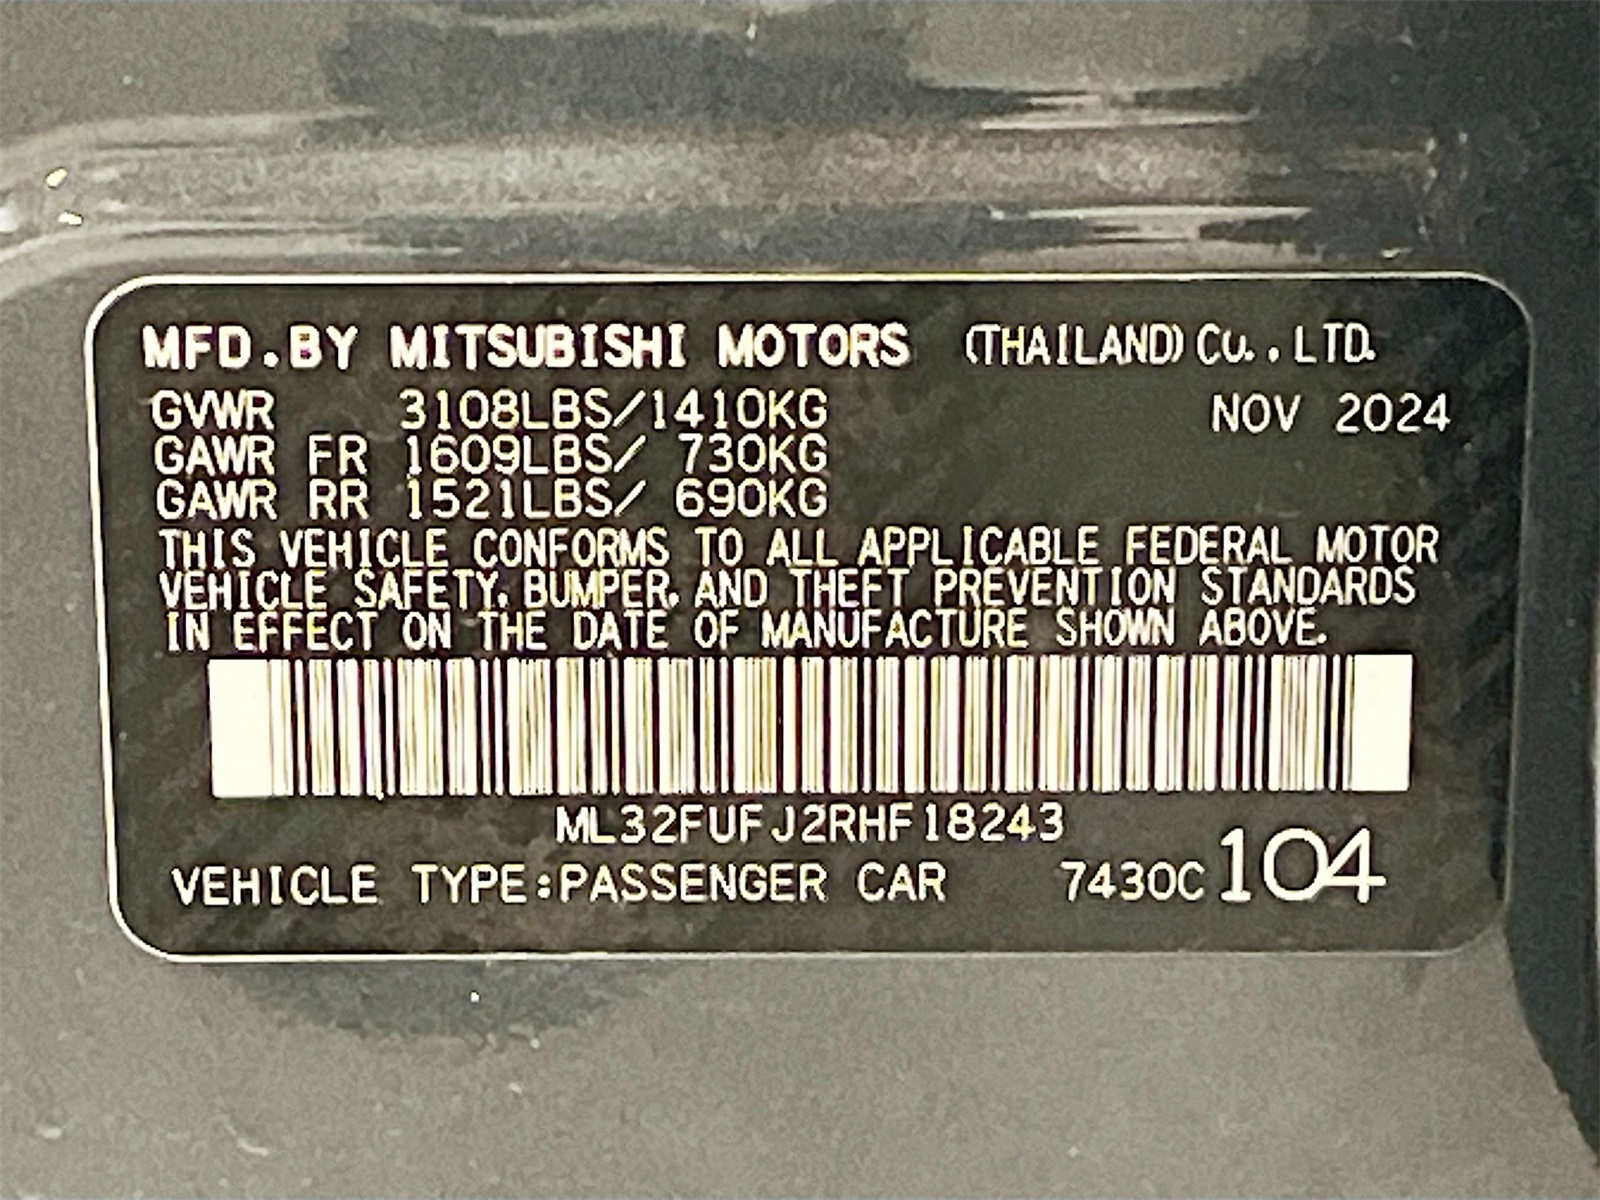 MFD.BY MITSUBISHI MOTORS (THAILAND) Co.,LTD.
GVWR 3108LBS/1410KG NOV 2024
GAWR FR 1609LBS/ 730KG
GAWR RR 1521LBS/ 690KG
THIS VEHICLE CONFORMS TO ALL APPLICABLE FEDERAL MOTOR
VEHICLE SAFETY, BUMPER, AND THEFT PREVENTION STANDARDS
IN EFFECT ON THE DATE OF MANUFACTURE SHOWN ABOVE.
ML32FUFJ2RHF18243
VEHICLE TYPE:PASSENGER CAR 7430C 104